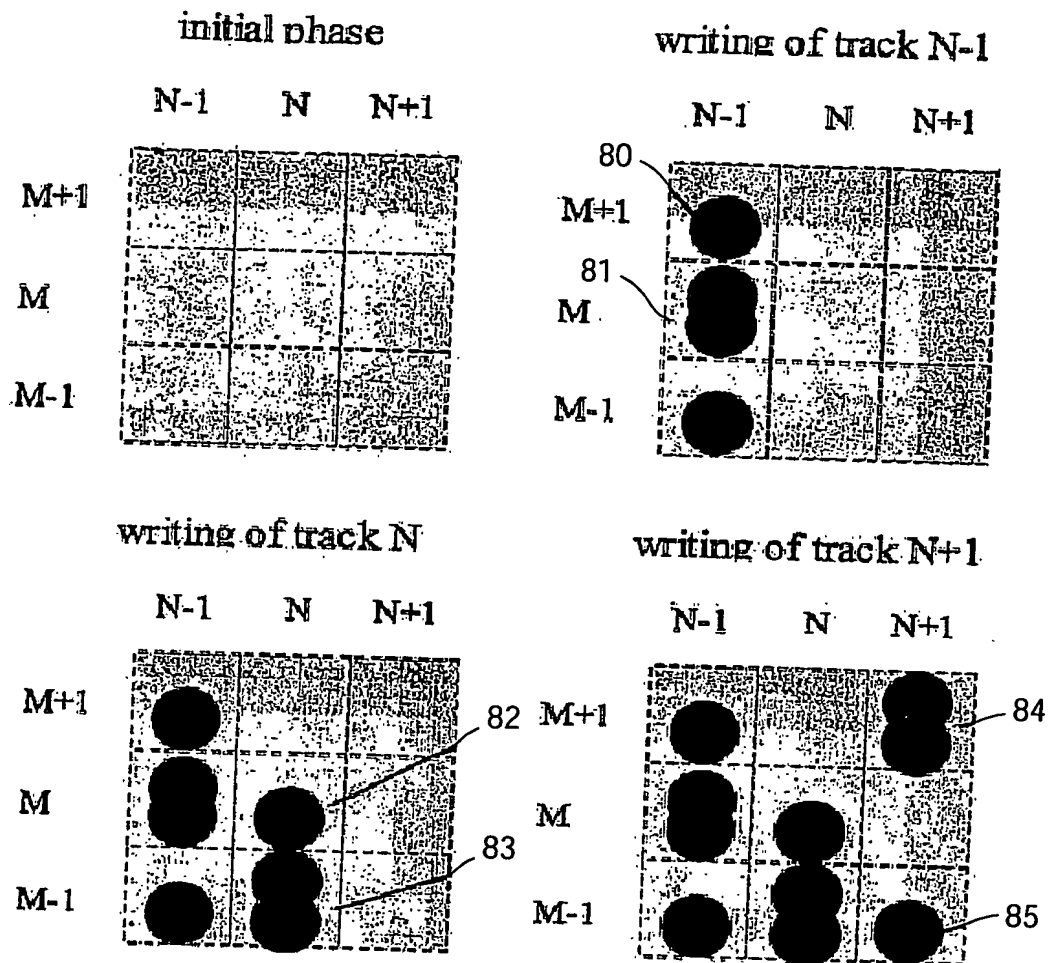 initial phase
N-1 N N+1
M+1
M
M-1
writing of track N-1
N-1 N N+1
80
M+1
81
M
M-1
writing of track N
N-1 N N+1
M+1
82
M
83
M-1
writing of track N+1
N-1 N N+1
M+1
84
M
M-1
85